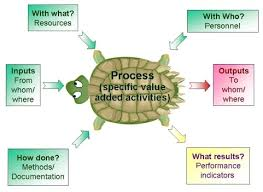 With what?
Resources
With Who?
Personnel
Inputs
From
whom/
where
Process
(specific value
added activities)
Outputs
To
whom/
where
How done?
Methods/
Documentation
What results?
Performance
indicators